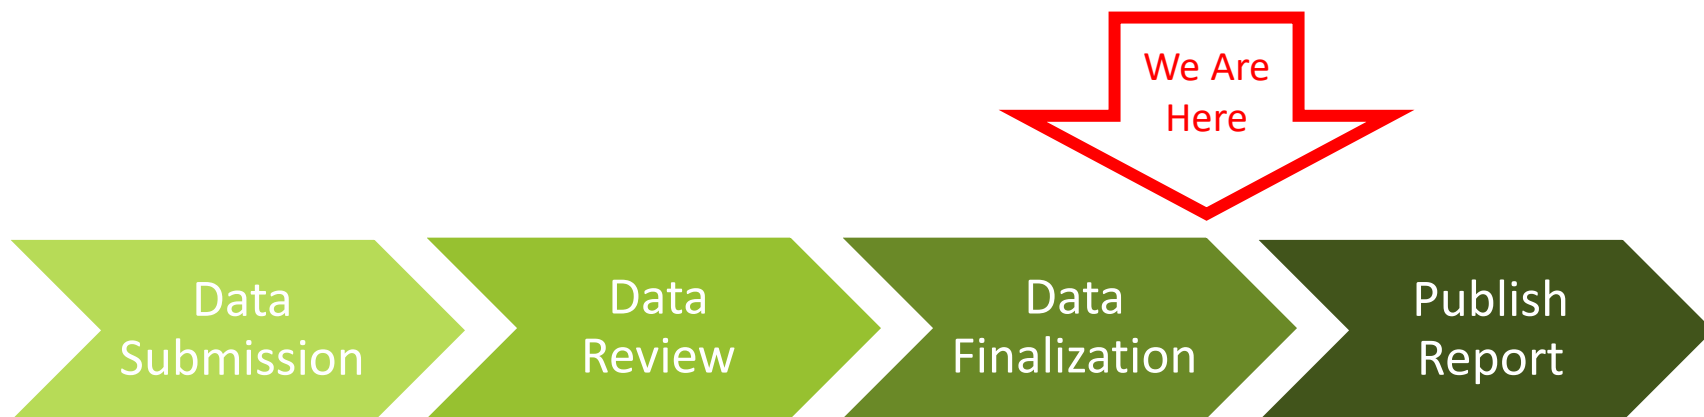 We Are
Here
Data
Submission
Data
Review
Data
Finalization
Publish
Report